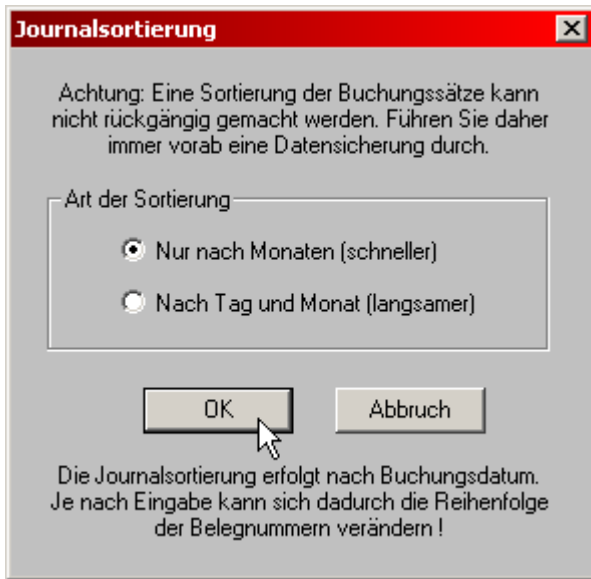 Journalsortierung
Achtung: Eine Sortierung der Buchungssätze kann
nicht rückgängig gemacht werden. Führen Sie daher
immer vorab eine Datensicherung durch.
Art der Sortierung
Nur nach Monaten (schneller)
Nach Tag und Monat (langsamer)
OK
Abbruch
Die Journalsortierung erfolgt nach Buchungsdatum.
Je nach Eingabe kann sich dadurch die Reihenfolge
der Belegnummern verändern !